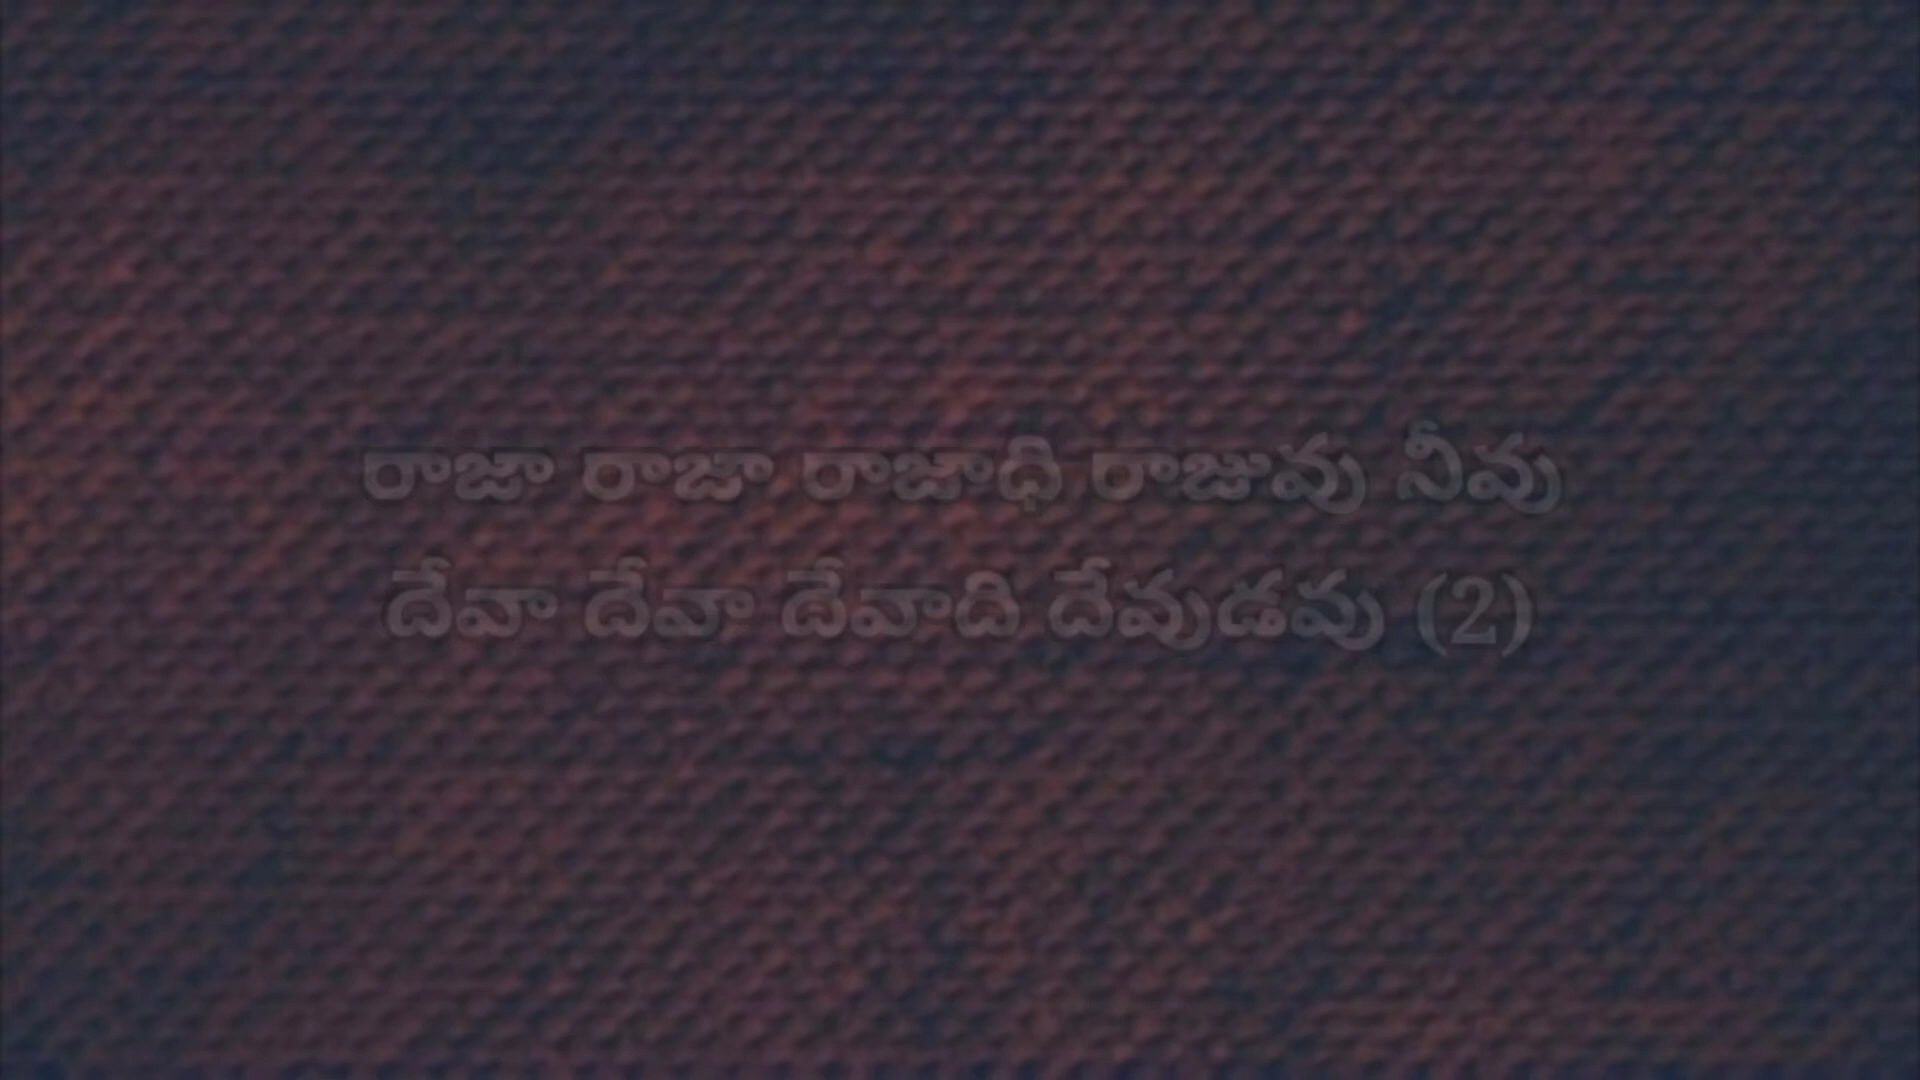 రాజా రాజా రాజాధి రాజువు నీవు
దేవా దేవా దేవాది దేవుడవు (2)